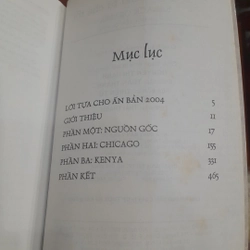 Mục lục
LỜI TỰA CHO ẤN BẢN 2004 5
GIỚI THIỆU 11
PHẦN MỘT: NGUỒN GỐC 17
PHẦN HAI: CHICAGO 155
PHẦN BA: KENYA 331
PHẦN KẾT 465